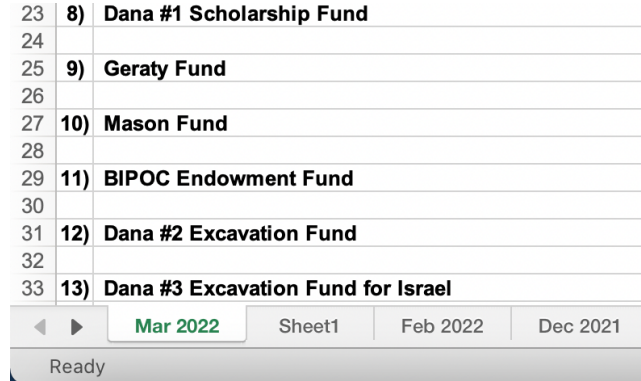 23 8) Dana #1 Scholarship Fund
24
25 9) Geraty Fund
26
27 10) Mason Fund
28
29 11) BIPOC Endowment Fund
30
31 12) Dana #2 Excavation Fund
32
33 13) Dana #3 Excavation Fund for Israel
Mar 2022 Sheet1 Feb 2022 Dec 2021
Ready